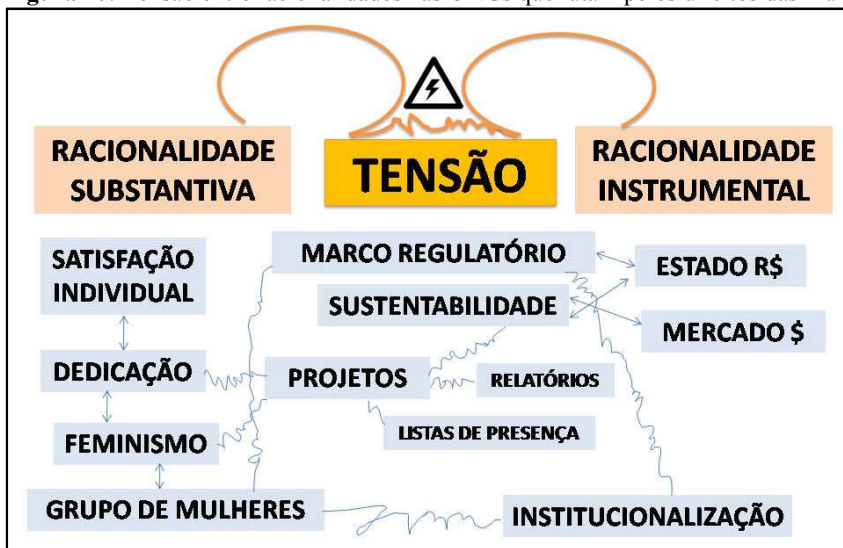 RACIONALIDADE
SUBSTANTIVA
TENSÃO
RACIONALIDADE
INSTRUMENTAL
SATISFAÇÃO
INDIVIDUAL
MARCO REGULATÓRIO
ESTADO R$
SUSTENTABILIDADE
MERCADO $
DEDICAÇÃO
PROJETOS
RELATÓRIOS
LISTAS DE PRESENÇA
FEMINISMO
GRUPO DE MULHERES
INSTITUCIONALIZAÇÃO